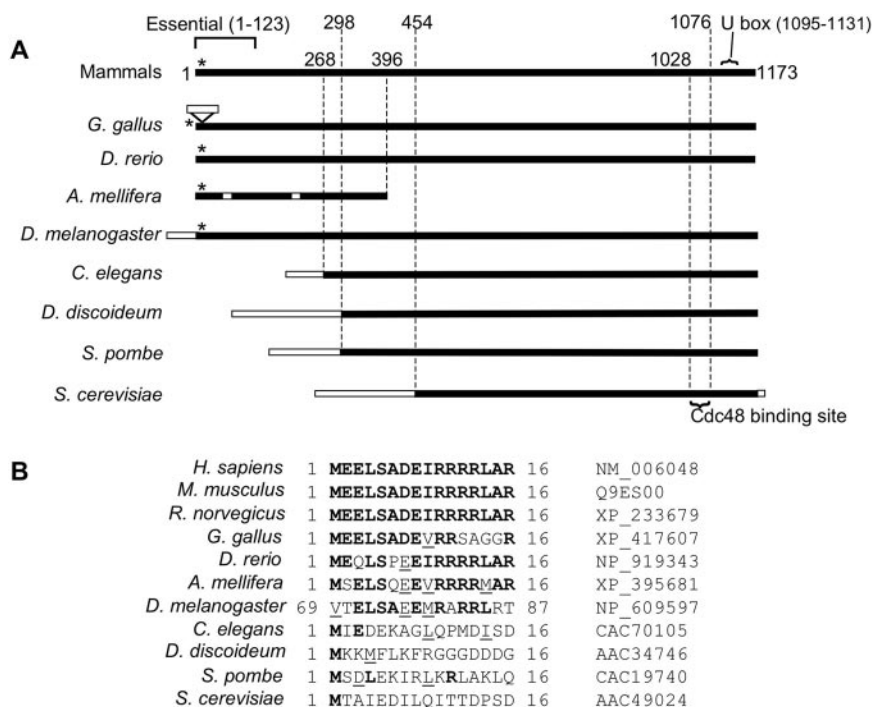 298 454 1076 U box (1095-1131)
Essential (1-123)
A
* 268 396 1028
Mammals 1 1173
G. gallus *
D. rerio *
A. mellifera *
D. melanogaster *
C. elegans
D. discoideum
S. pombe
S. cerevisiae
Cdc48 binding site
B
H. sapiens 1 MEELSADEIRRRRLAR 16 NM_006048
M. musculus 1 MEELSADEIRRRRLAR 16 Q9ES00
R. norvegicus 1 MEELSADEIRRRRLAR 16 XP_233679
G. gallus 1 MEELSADEVRRSAGGR 16 XP_417607
D. rerio 1 MEQLSPEEIRRRRLAR 16 NP_919343
A. mellifera 1 MSELSQEEVRRRRMAR 16 XP_395681
D. melanogaster 69 VTELSAEEMRARRLRT 87 NP_609597
C. elegans 1 MIEDEKAGLQPMDISD 16 CAC70105
D. discoideum 1 MKKMFLKFRGGGDDDG 16 AAC34746
S. pombe 1 MSDLEKIRLKRLAKLQ 16 CAC19740
S. cerevisiae 1 MTAIEDILQITTDPSD 16 AAC49024